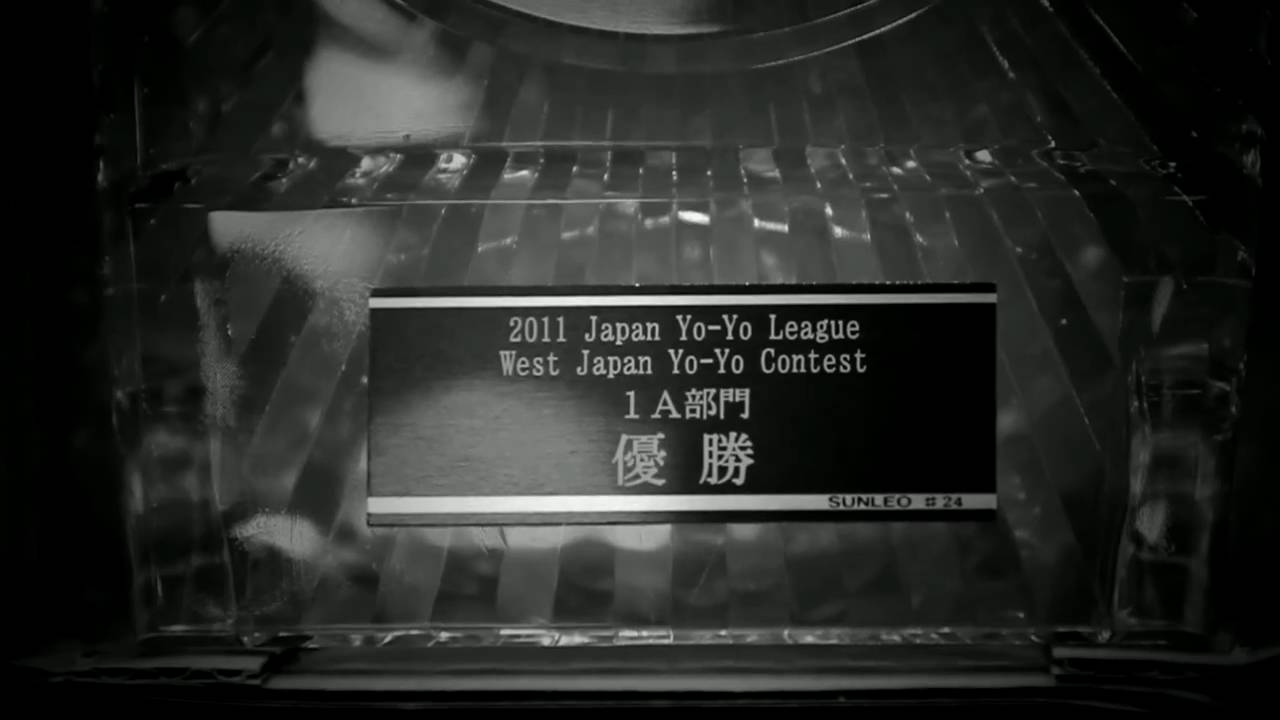 2011 Japan Yo-Yo League
West Japan Yo-Yo Contest
１Ａ部門
優 勝
SUNLEO ♯24